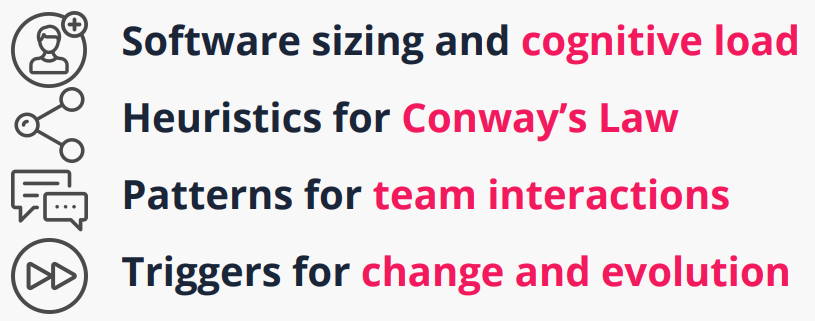 Software sizing and cognitive load
Heuristics for Conway’s Law
Patterns for team interactions
Triggers for change and evolution